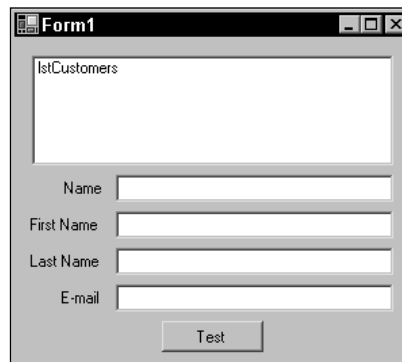 Form1
lstCustomers
Name
First Name
Last Name
E-mail
Test